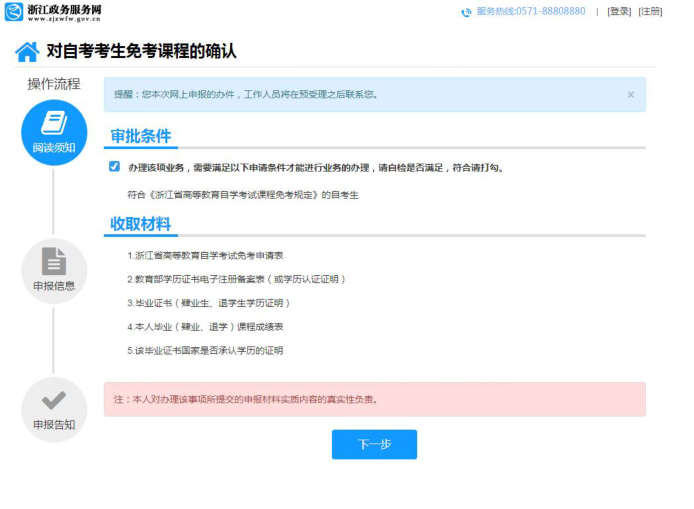 浙江政务服务网
www.zjzwfw.gov.cn
服务热线:0571-88808880 | [登录] [注册]
对自考考生免考课程的确认
操作流程
提醒：您本次网上申报的办件，工作人员将在预受理之后联系您。 ×
阅读须知
审批条件
办理该项业务，需要满足以下申请条件才能进行业务的办理，请自检是否满足，符合请打勾。
符合《浙江省高等教育自学考试课程免考规定》的自考生
收取材料
1.浙江省高等教育自学考试免考申请表
2.教育部学历证书电子注册备案表（或学历认证证明）
申报信息
3.毕业证书（肄业生、退学生学历证明）
4.本人毕业（肄业、退学）课程成绩表
5.该毕业证书国家是否承认学历的证明
注：本人对办理该事项所提交的申报材料实质内容的真实性负责。
申报告知
下一步